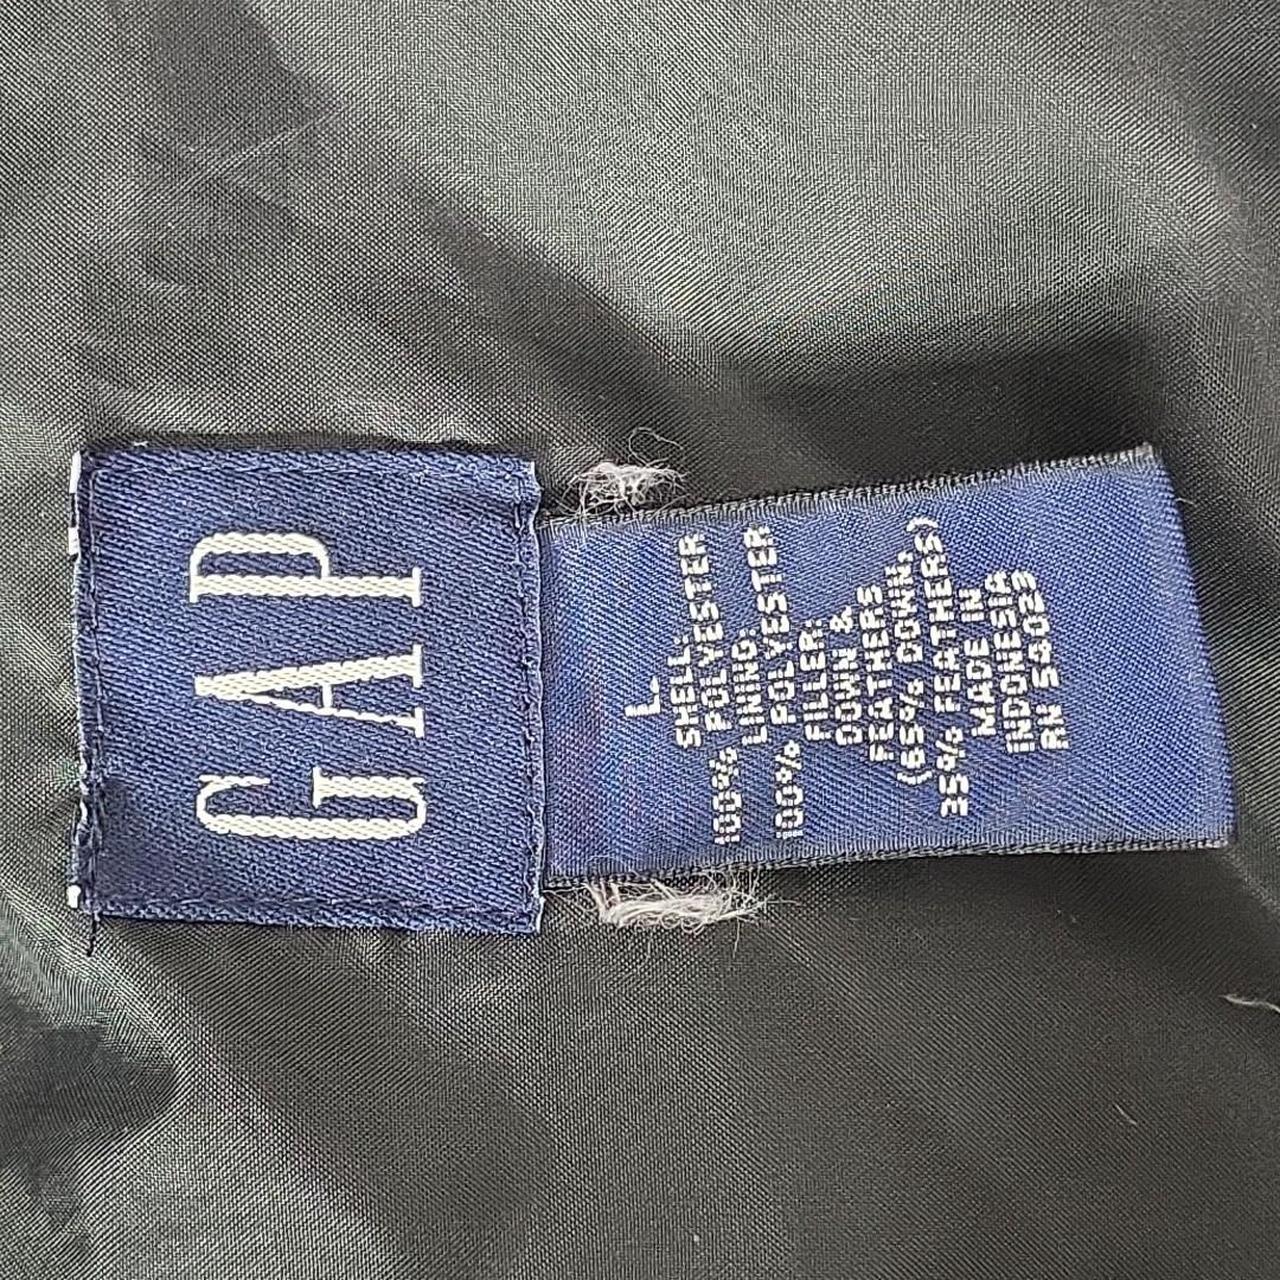 GAP
L
SHELL:
100% POLYESTER
LINING:
100% POLYESTER
FILLER:
DOWN &
FEATHERS
(65% DOWN,
35% FEATHERS)
MADE IN
INDONESIA
RN 54023